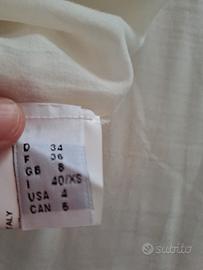 D 34
F 36
GB 8
I 40/XS
USA 4
CAN 6
ITALY
subito